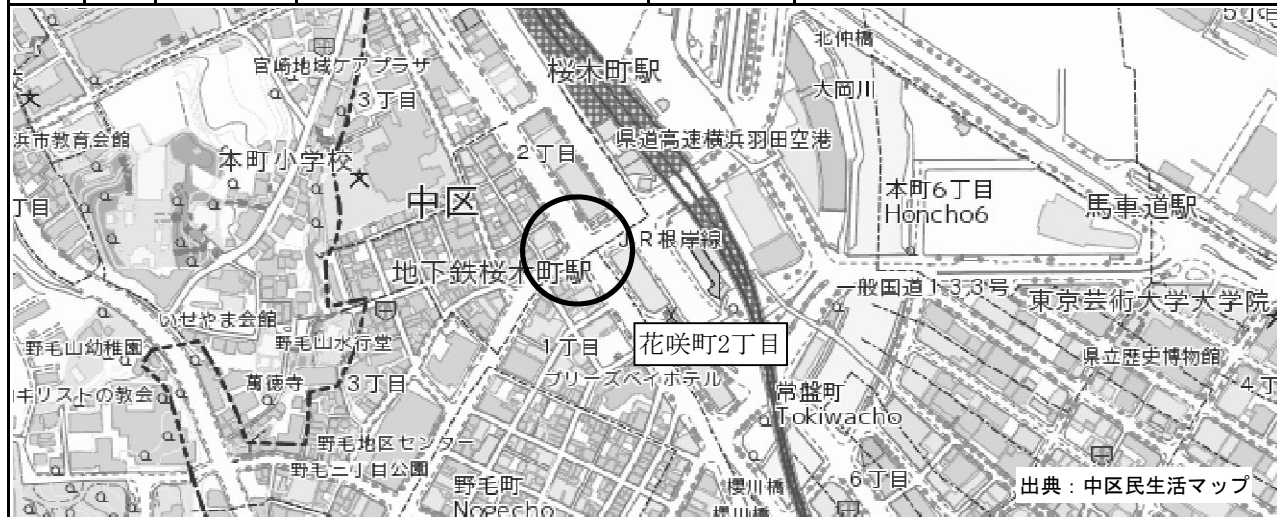 5丁目
北仲橋
桜木町駅
宮崎地域ケアプラザ
大岡川
3丁目
校
浜市教育会館
県道高速横浜羽田空港
2丁目
本町小学校
本町6丁目
Honcho6
中区
馬車道駅
丁目
JR根岸線
地下鉄桜木町駅
一般国道133号
東京芸術大学大学院
いせやま会館
野毛山幼稚園
野毛山水行堂
1丁目
花咲町2丁目
県立歴史博物館
萬徳寺
3丁目
ブリーズベイホテル
4丁
キリストの教会
常盤町
Tokiwacho
野毛地区センター
野毛三丁目公園
野毛町
Nogecho
櫻川橋
6丁目
出典：中区民生活マップ
櫻川橋